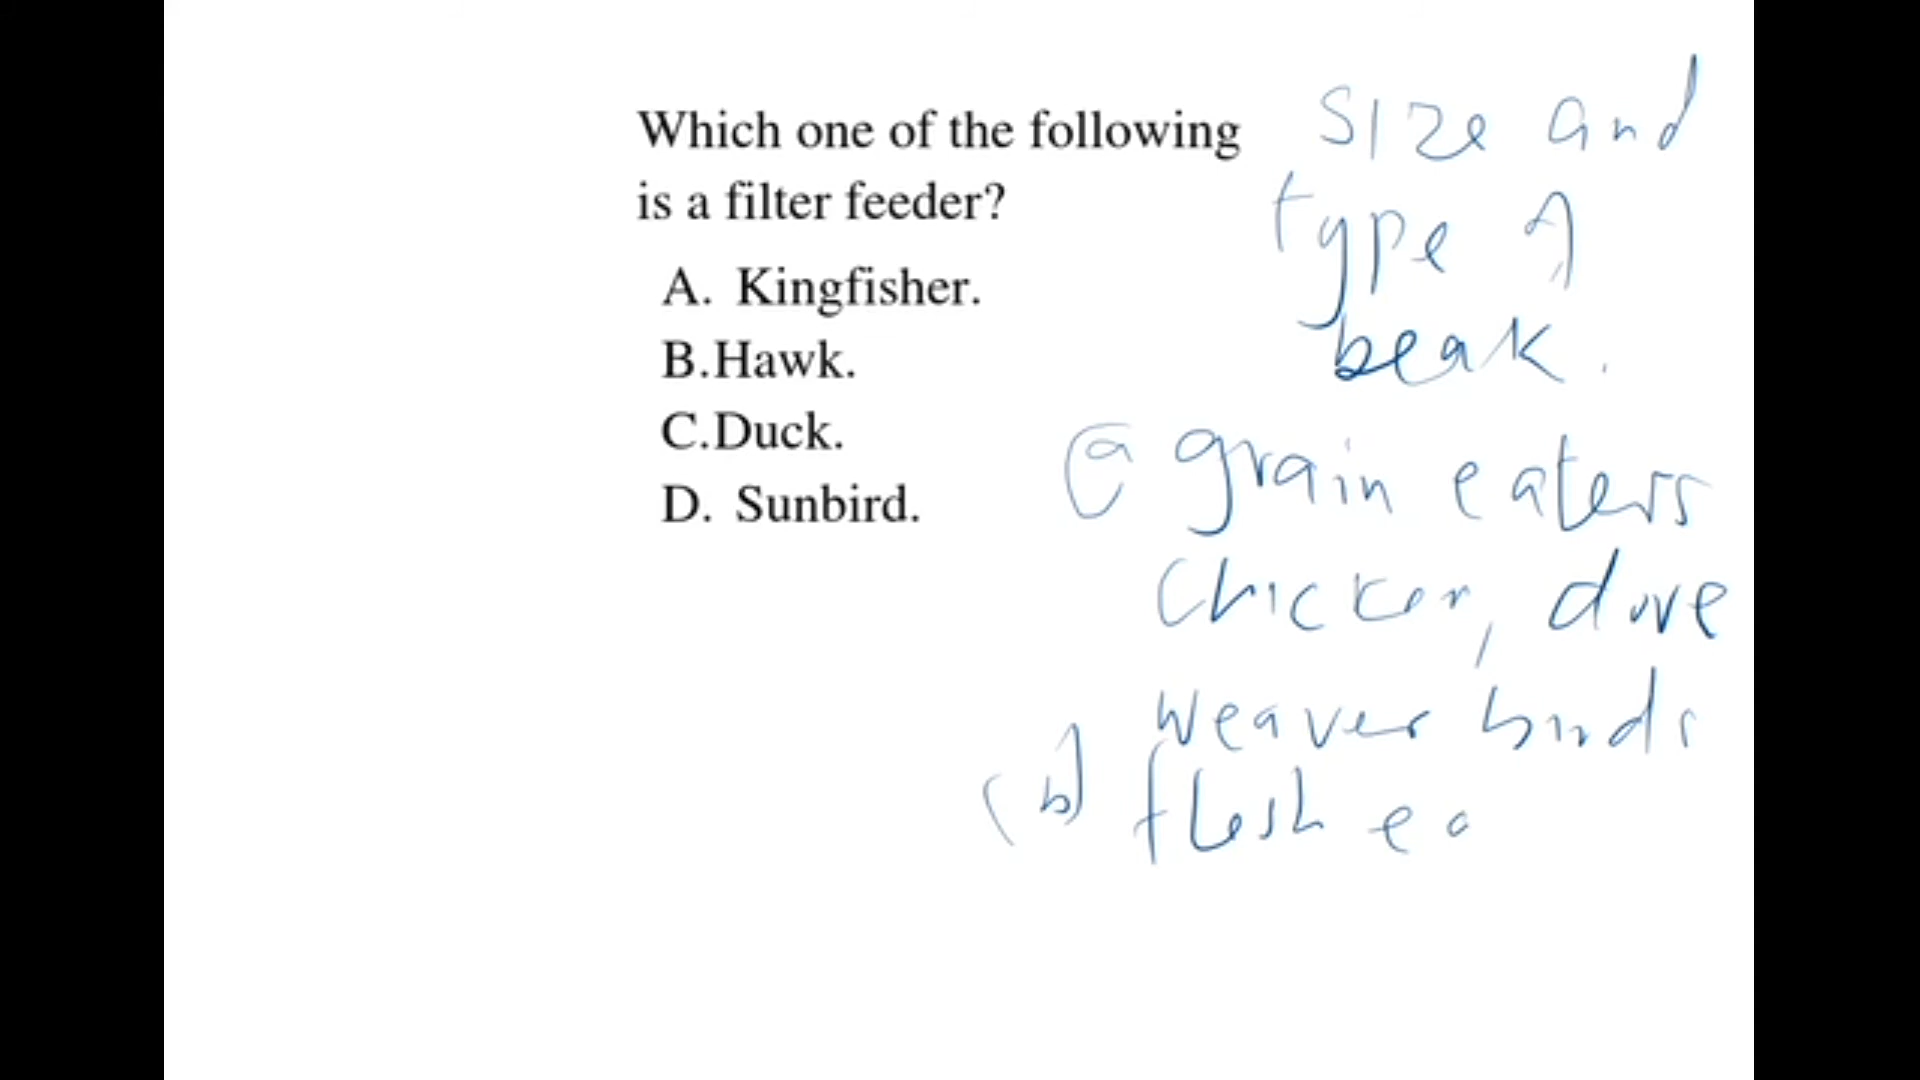 Which one of the following
is a filter feeder?
A. Kingfisher.
B.Hawk.
C.Duck.
D. Sunbird.
size and
type of
beak.
(a grain eaters
chicken, dove
weaver birds
(b) flesh ea